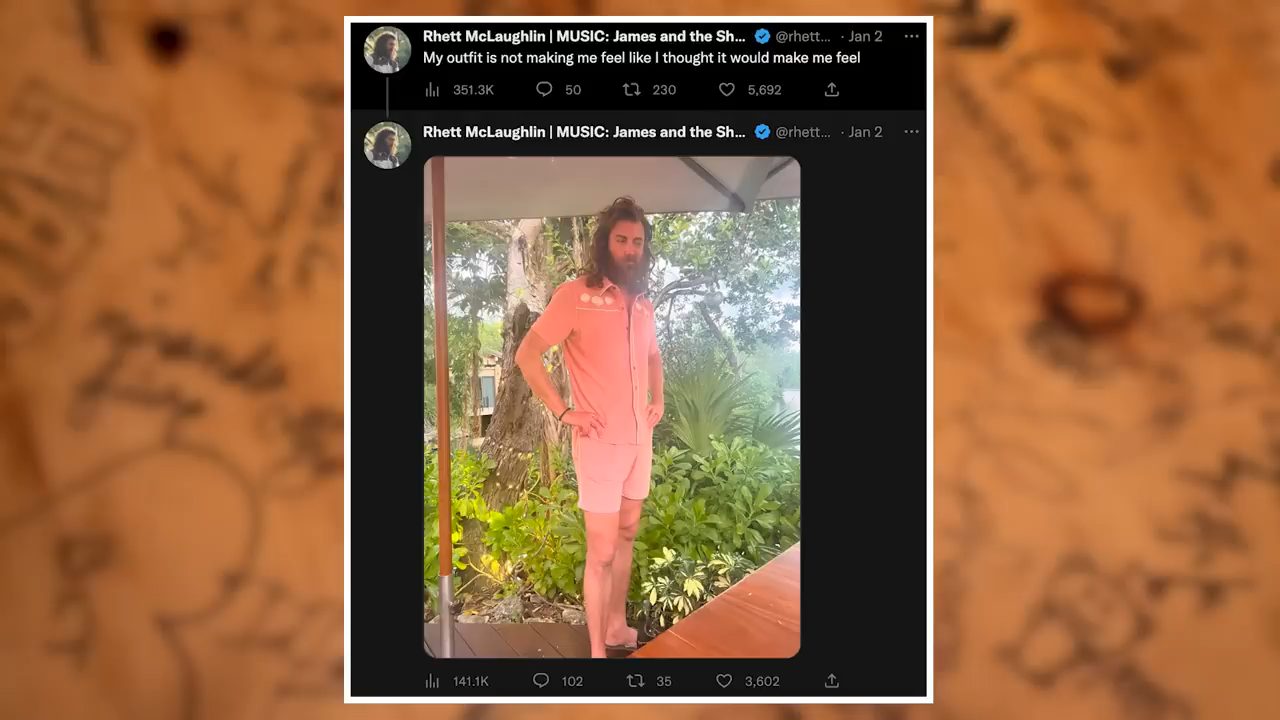 Rhett McLaughlin | MUSIC: James and the Sh... @rhett... · Jan 2 ···
My outfit is not making me feel like I thought it would make me feel
351.3K 50 230 5,692
Rhett McLaughlin | MUSIC: James and the Sh... @rhett... · Jan 2 ···
141.1K 102 35 3,602